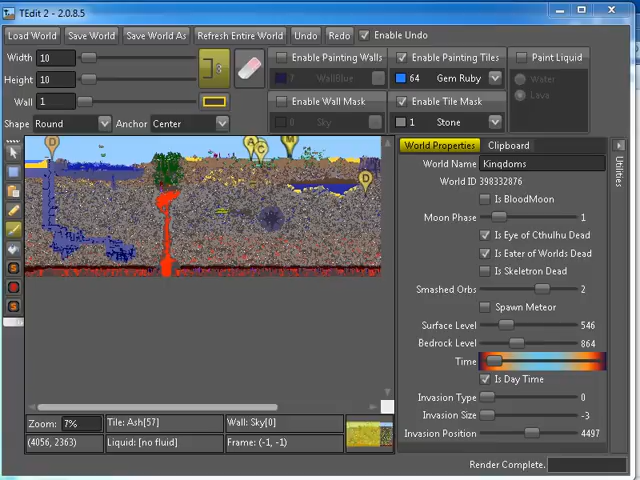 TEdit 2 - 2.0.8.5
Load World Save World Save World As Refresh Entire World Undo Redo Enable Undo
Width 10 Enable Painting Walls Enable Painting Tiles Paint Liquid
7 WallBlue 64 Gem Ruby Water
Height 10
Lava
Wall 1 Enable Wall Mask Enable Tile Mask
Shape Round Anchor Center 0 Sky 1 Stone
World Properties Clipboard
Utilities
World Name Kinqdoms
World ID 398332876
Is BloodMoon
Moon Phase 1
Is Eye of Cthulhu Dead
Is Eater of Worlds Dead
Is Skeletron Dead
Smashed Orbs 2
Spawn Meteor
Surface Level 546
Bedrock Level 864
Time
Is Day Time
Invasion Type 0
Invasion Size -3
Invasion Position 4497
D A C M D
Zoom: 7% Tile: Ash[57] Wall: Sky[0]
(4056, 2363) Liquid: [no fluid] Frame: (-1, -1)
Render Complete.